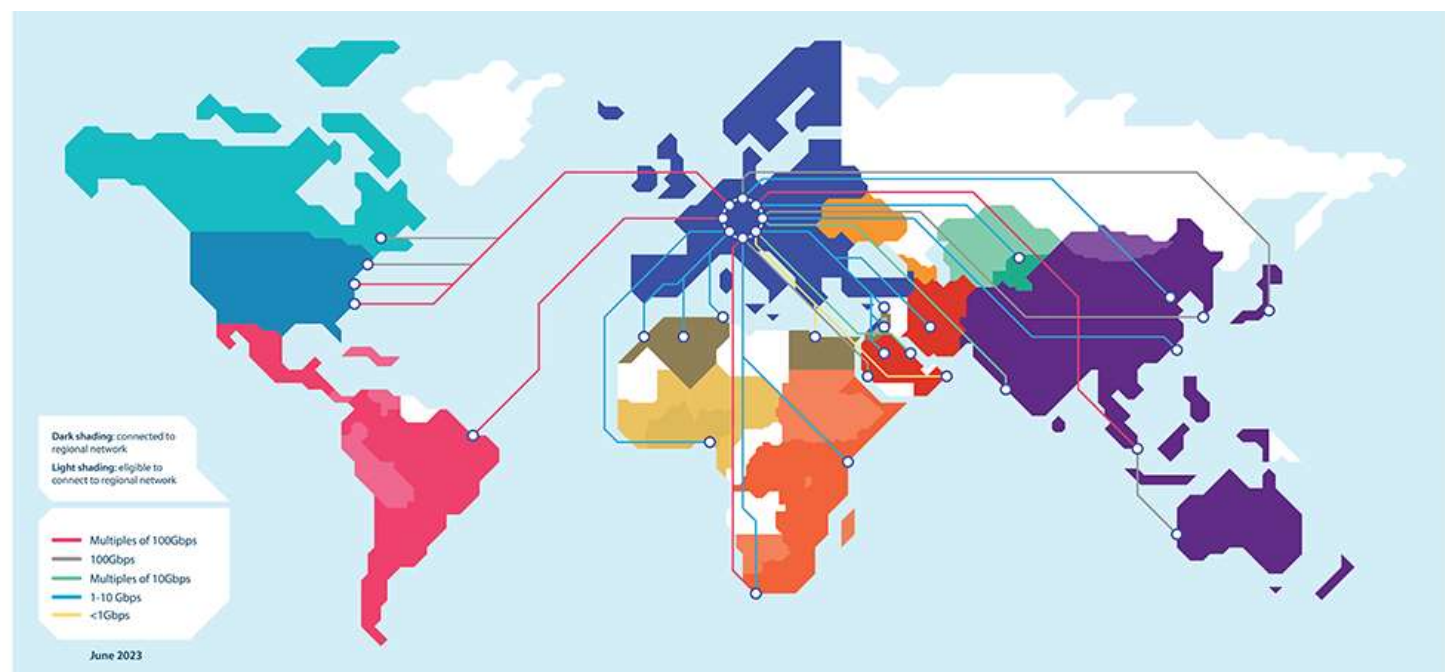 Dark shading: connected to
regional network
Light shading: eligible to
connect to regional network
Multiples of 100Gbps
100Gbps
Multiples of 10Gbps
1-10 Gbps
<1Gbps
June 2023